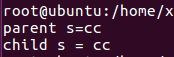 root@ubuntu:/home/x
parent s=cc
child s = cc